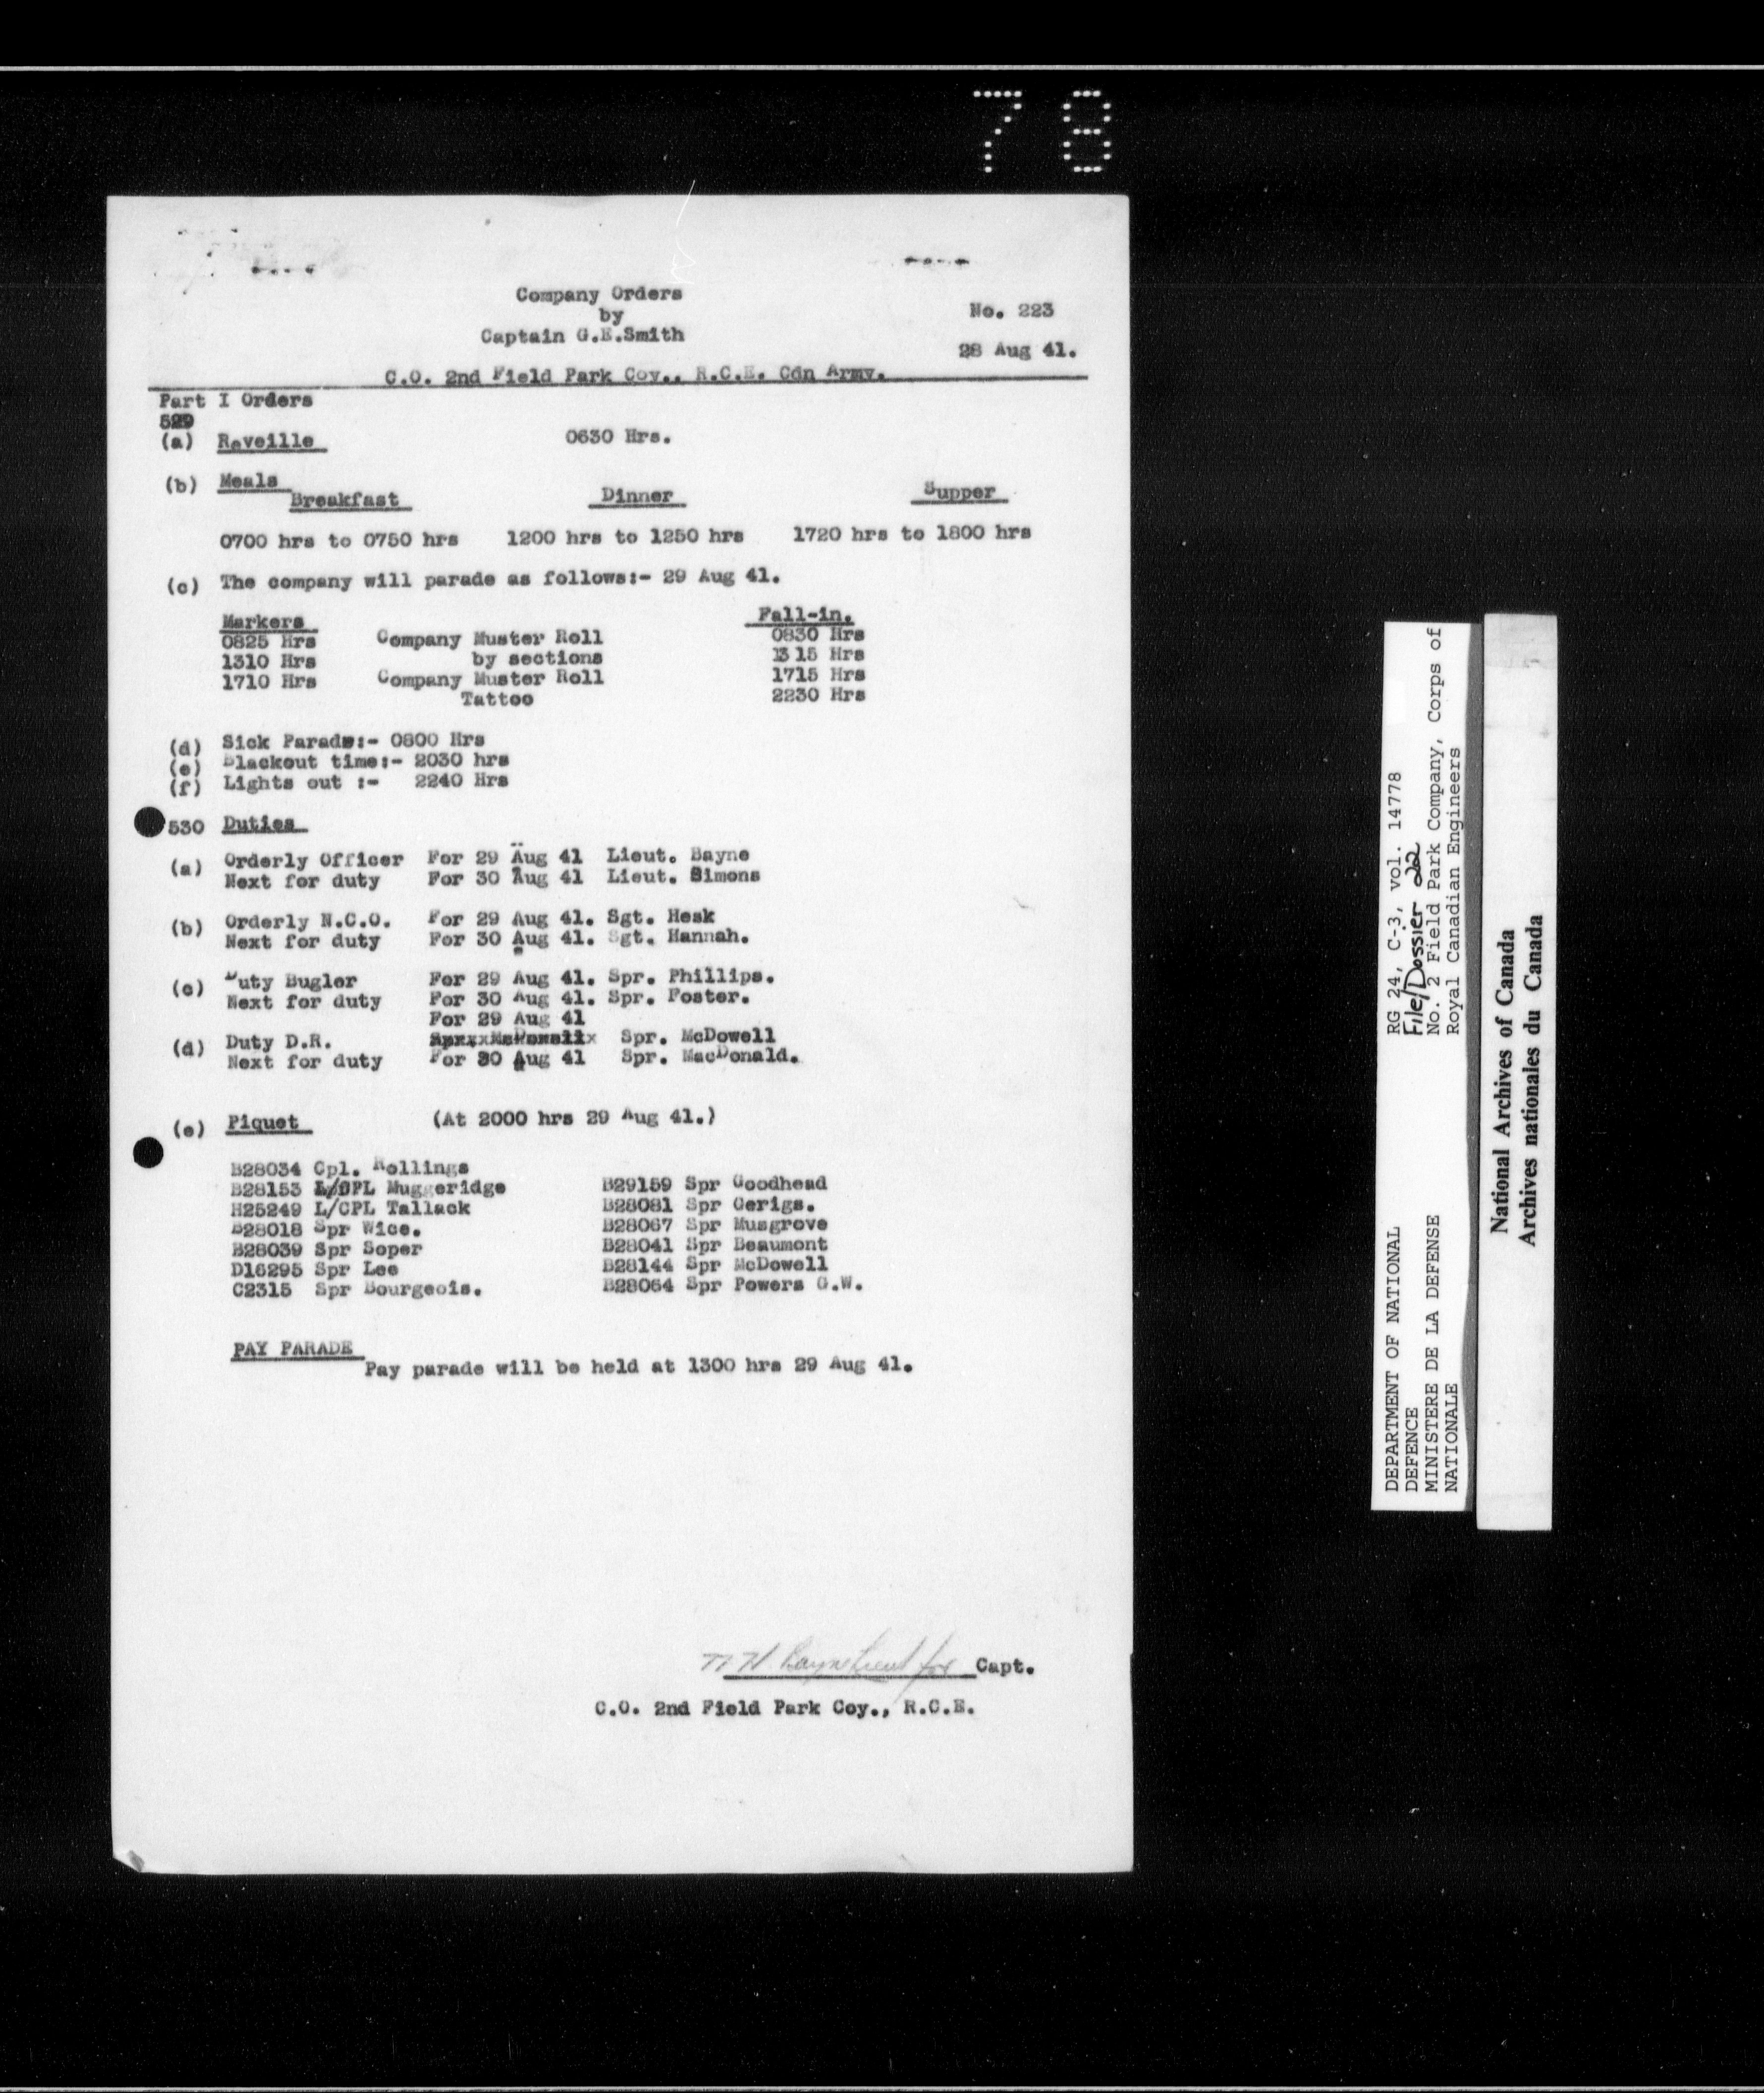 78
Company Orders
by
Captain G.E.Smith
No. 223
28 Aug 41.
C.O. 2nd Field Park Coy., R.C.E. Cdn Army.
Part I Orders
529
(a) Reveille 0630 Hrs.
(b) Meals
Breakfast Dinner Supper
0700 hrs to 0750 hrs 1200 hrs to 1250 hrs 1720 hrs to 1800 hrs
(c) The company will parade as follows:- 29 Aug 41.
Markers Fall-in.
0825 Hrs Company Muster Roll 0830 Hrs
1310 Hrs by sections 1315 Hrs
1710 Hrs Company Muster Roll 1715 Hrs
Tattoo 2230 Hrs
(d) Sick Parade:- 0800 Hrs
(e) Blackout time:- 2030 hrs
(f) Lights out :- 2240 Hrs
530 Duties
(a) Orderly Officer For 29 Aug 41 Lieut. Bayne
Next for duty For 30 Aug 41 Lieut. Simons
(b) Orderly N.C.O. For 29 Aug 41. Sgt. Hesk
Next for duty For 30 Aug 41. Sgt. Hannah.
(c) Duty Bugler For 29 Aug 41. Spr. Phillips.
Next for duty For 30 Aug 41. Spr. Foster.
For 29 Aug 41
(d) Duty D.R. Spr. McDowell
Next for duty For 30 Aug 41 Spr. MacDonald.
(e) Piquet (At 2000 hrs 29 Aug 41.)
B28034 Cpl. Rollings
B28153 L/CPL Muggeridge B29159 Spr Goodhead
H25249 L/CPL Tallack B28081 Spr Gerigs.
B28018 Spr Wice. B28067 Spr Musgrove
B28039 Spr Soper B28041 Spr Beaumont
D16295 Spr Lee B28144 Spr McDowell
C2315 Spr Bourgeois. B28064 Spr Powers G.W.
PAY PARADE
Pay parade will be held at 1300 hrs 29 Aug 41.
Bayne Lieut for Capt.
C.O. 2nd Field Park Coy., R.C.E.
DEPARTMENT OF NATIONAL RG 24, C-3, vol. 14778
DEFENCE File/Dossier 22
MINISTERE DE LA DEFENSE No. 2 Field Park Company, Corps of
NATIONALE Royal Canadian Engineers
National Archives of Canada
Archives nationales du Canada